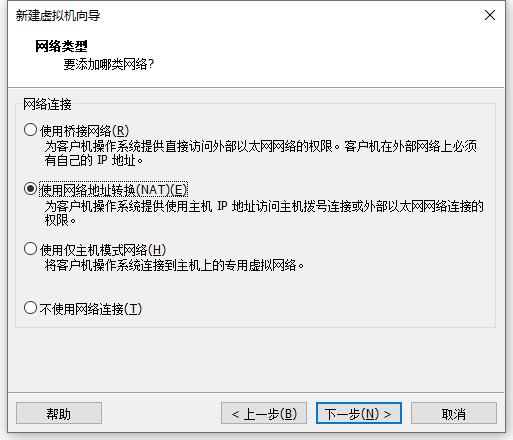 新建虚拟机向导
网络类型
要添加哪类网络?
网络连接
使用桥接网络(R)
为客户机操作系统提供直接访问外部以太网网络的权限。客户机在外部网络上必须
有自己的 IP 地址。
使用网络地址转换(NAT)(E)
为客户机操作系统提供使用主机 IP 地址访问主机拨号连接或外部以太网网络连接的
权限。
使用仅主机模式网络(H)
将客户机操作系统连接到主机上的专用虚拟网络。
不使用网络连接(T)
帮助
< 上一步(B)
下一步(N) >
取消